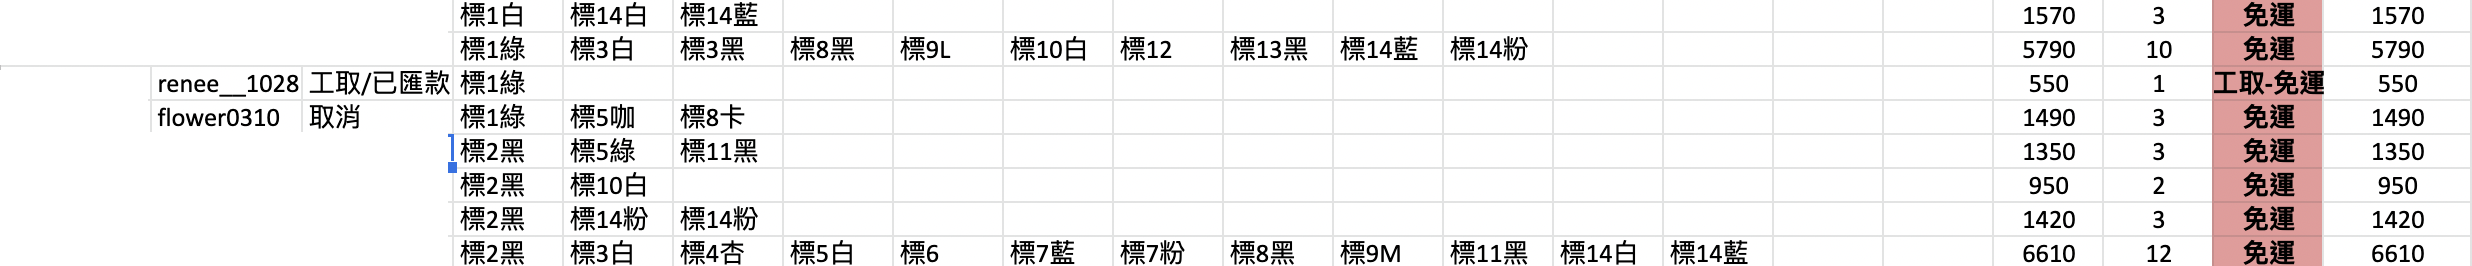 標1白 標14白 標14藍 1570 3 免運 1570
標1綠 標3白 標3黑 標8黑 標9L 標10白 標12 標13黑 標14藍 標14粉 5790 10 免運 5790
renee__1028 工取/已匯款 標1綠 550 1 工取-免運 550
flower0310 取消 標1綠 標5咖 標8卡 1490 3 免運 1490
標2黑 標5綠 標11黑 1350 3 免運 1350
標2黑 標10白 950 2 免運 950
標2黑 標14粉 標14粉 1420 3 免運 1420
標2黑 標3白 標4杏 標5白 標6 標7藍 標7粉 標8黑 標9M 標11黑 標14白 標14藍 6610 12 免運 6610